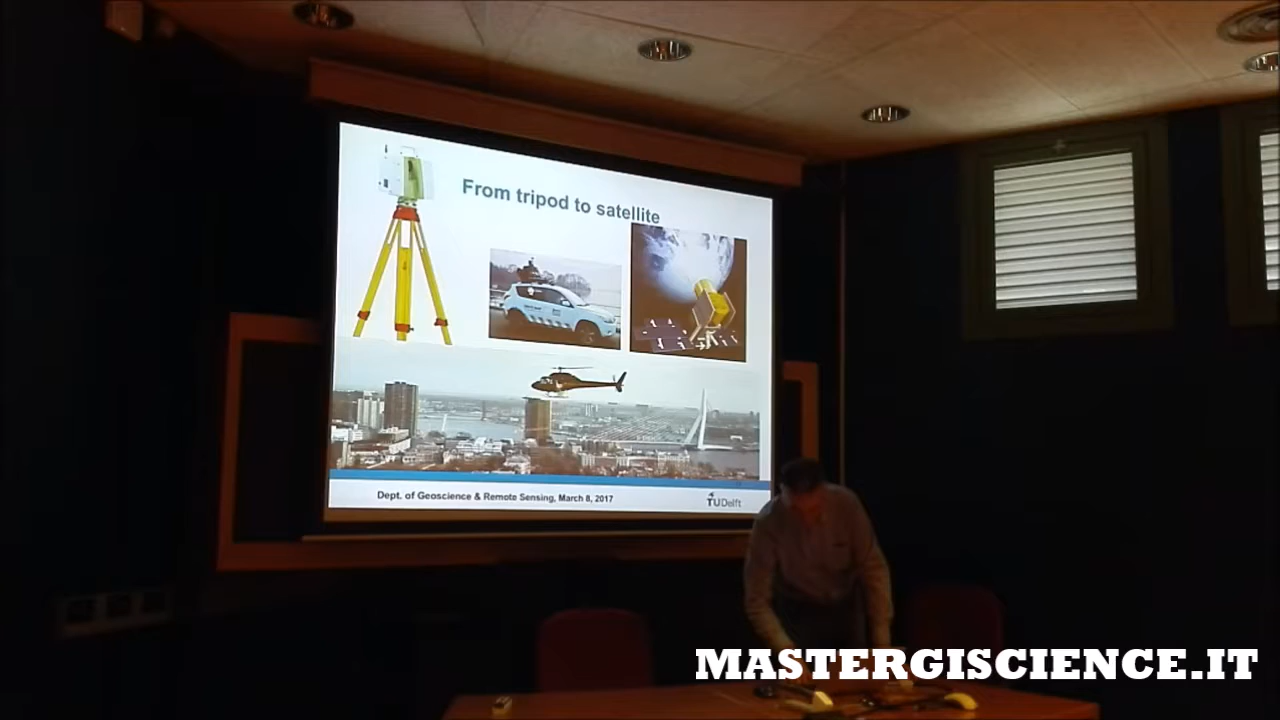 From tripod to satellite
Dept. of Geoscience & Remote Sensing, March 8, 2017
TUDelft
MASTERGISCIENCE.IT